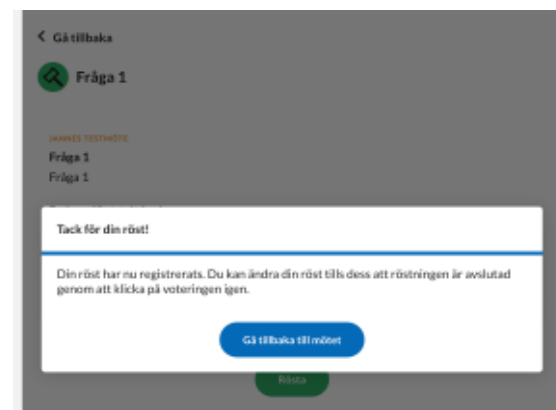 Gå tillbaka
Fråga 1
JANNES TESTMÖTE
Fråga 1
Fråga 1
Tack för din röst!
Din röst har nu registrerats. Du kan ändra din röst tills dess att röstningen är avslutad
genom att klicka på voteringen igen.
Gå tillbaka till mötet
Rösta